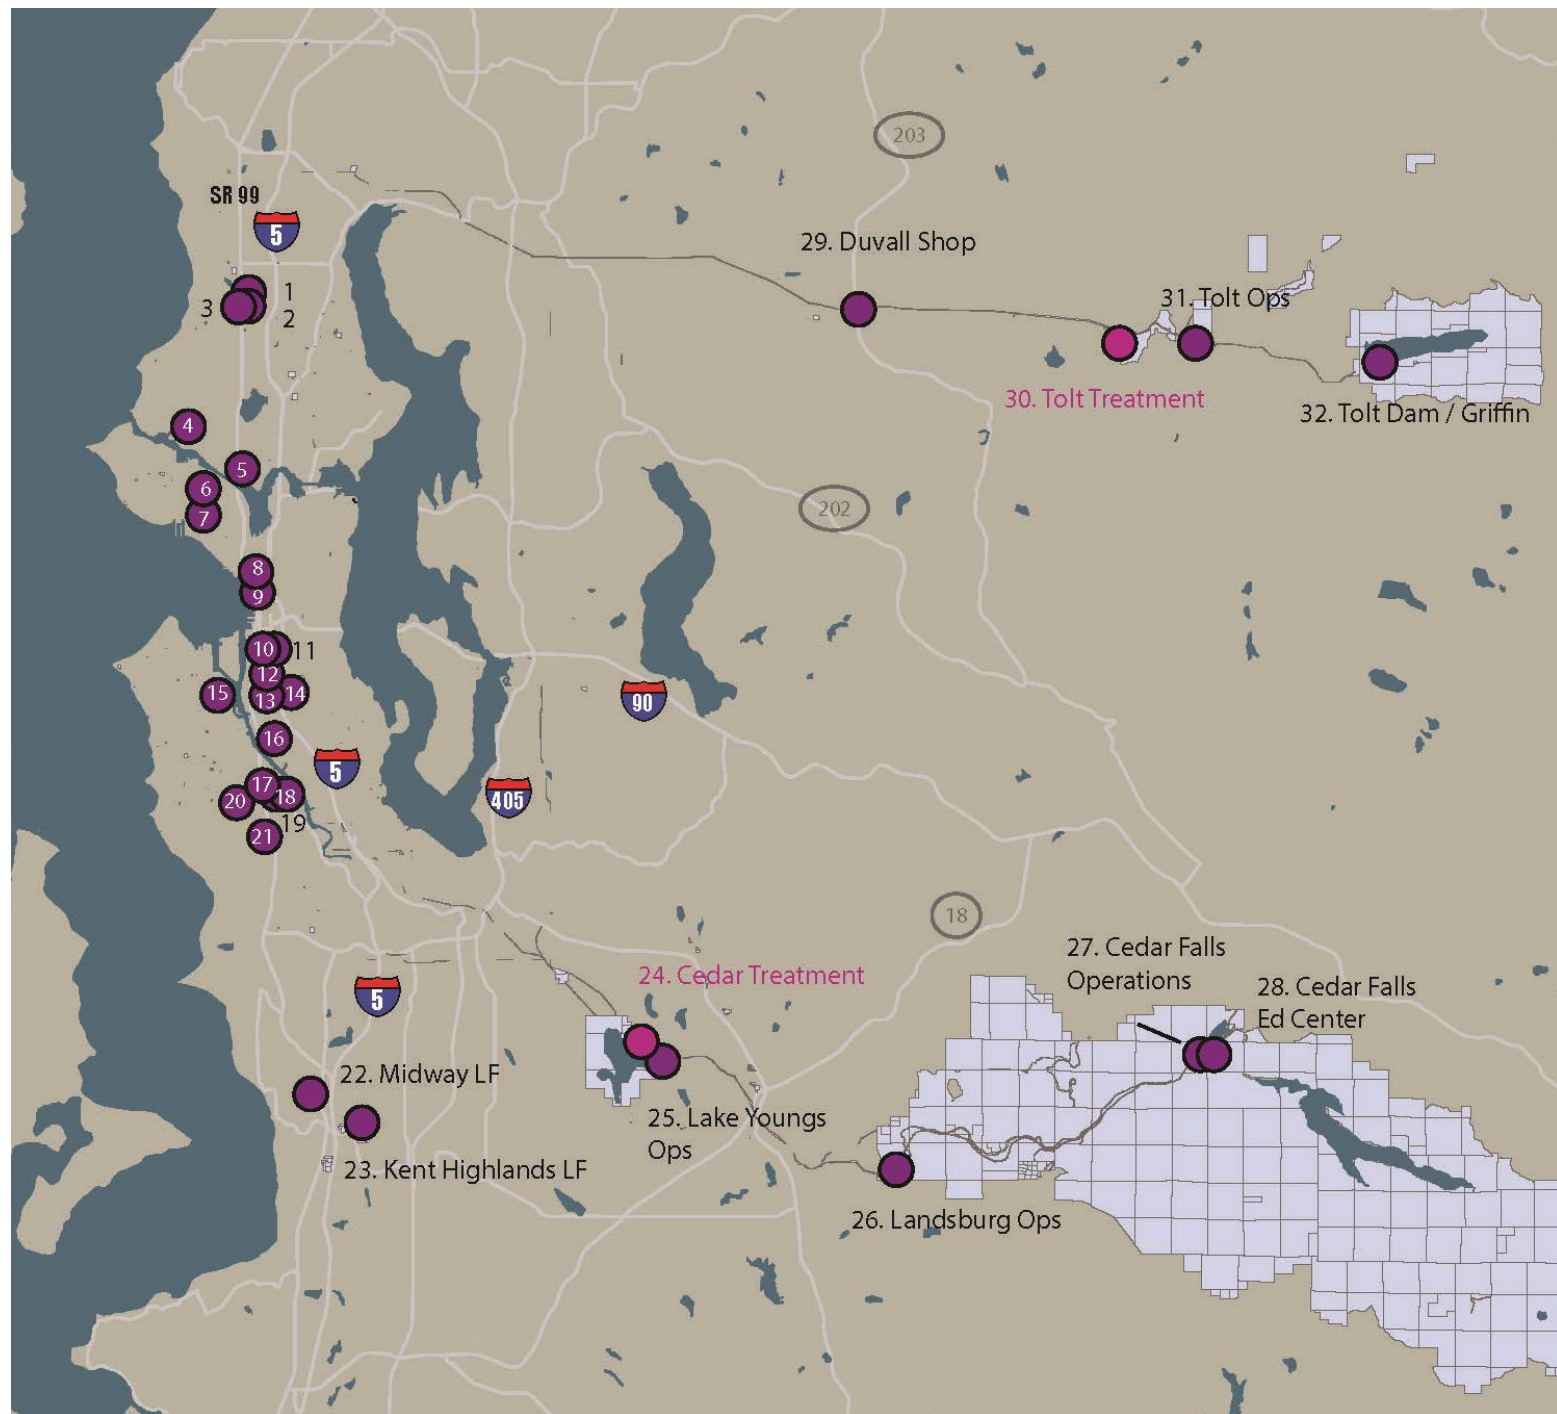 203
SR 99
5
29. Duvall Shop
1
3
2
31. Tolt Ops
30. Tolt Treatment
32. Tolt Dam / Griffin
4
5
6
7
202
8
9
10
11
12
15
13
14
90
16
5
17
18
405
20
19
21
18
27. Cedar Falls
Operations
24. Cedar Treatment
28. Cedar Falls
Ed Center
5
22. Midway LF
25. Lake Youngs
Ops
23. Kent Highlands LF
26. Landsburg Ops